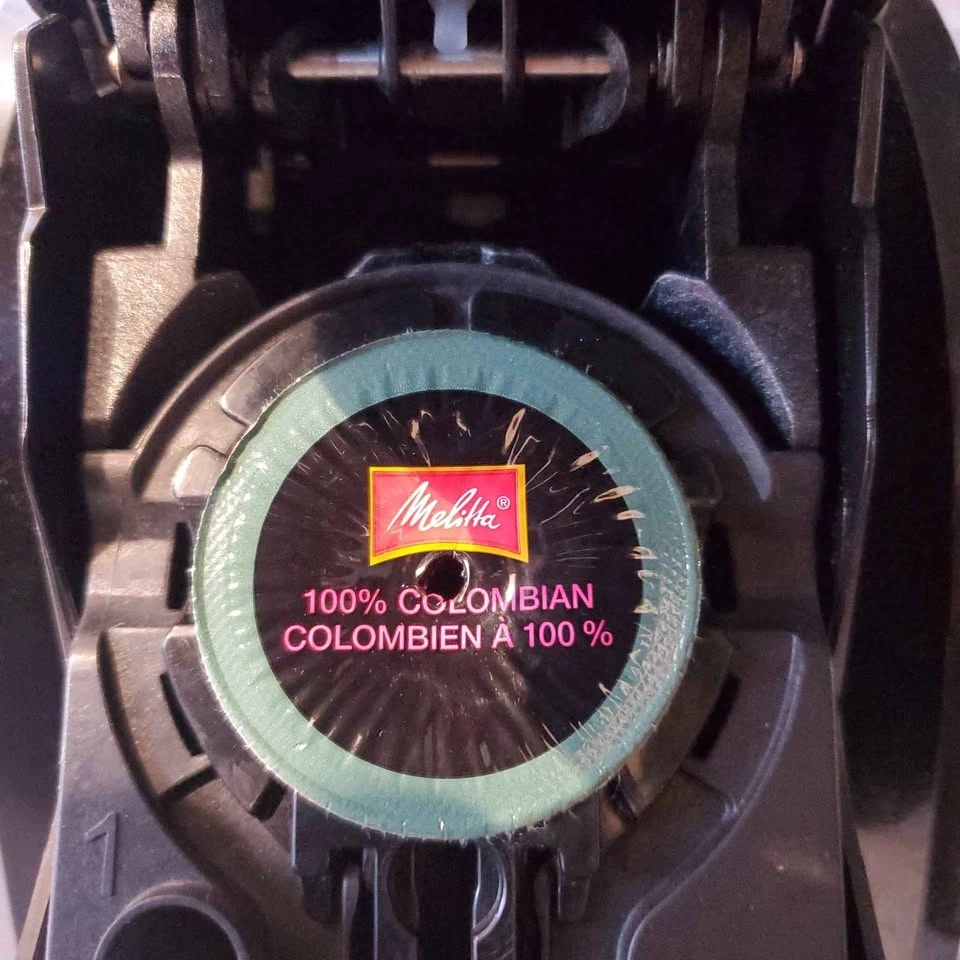 Melitta®
100% COLOMBIAN
COLOMBIEN À 100 %
1